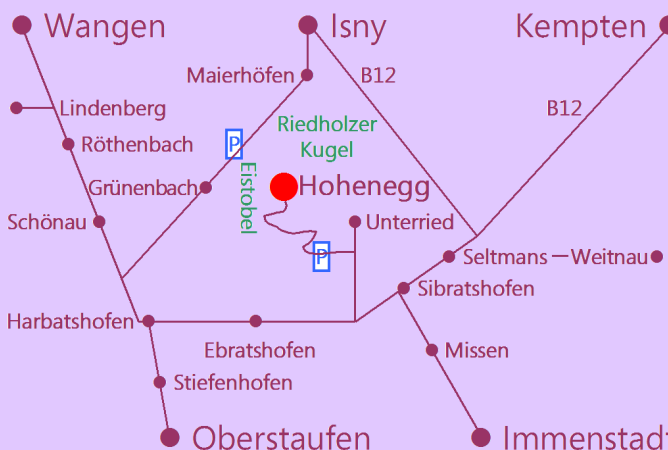 Wangen
Isny
Kempten
Maierhöfen
B12
Lindenberg
B12
Riedholzer
Kugel
Röthenbach
P
Eistobel
Grünenbach
Hohenegg
Schönau
Unterried
P
Seltmans
Weitnau
Sibratshofen
Harbatshofen
Ebratshofen
Missen
Stiefenhofen
Oberstaufen
Immenstadt